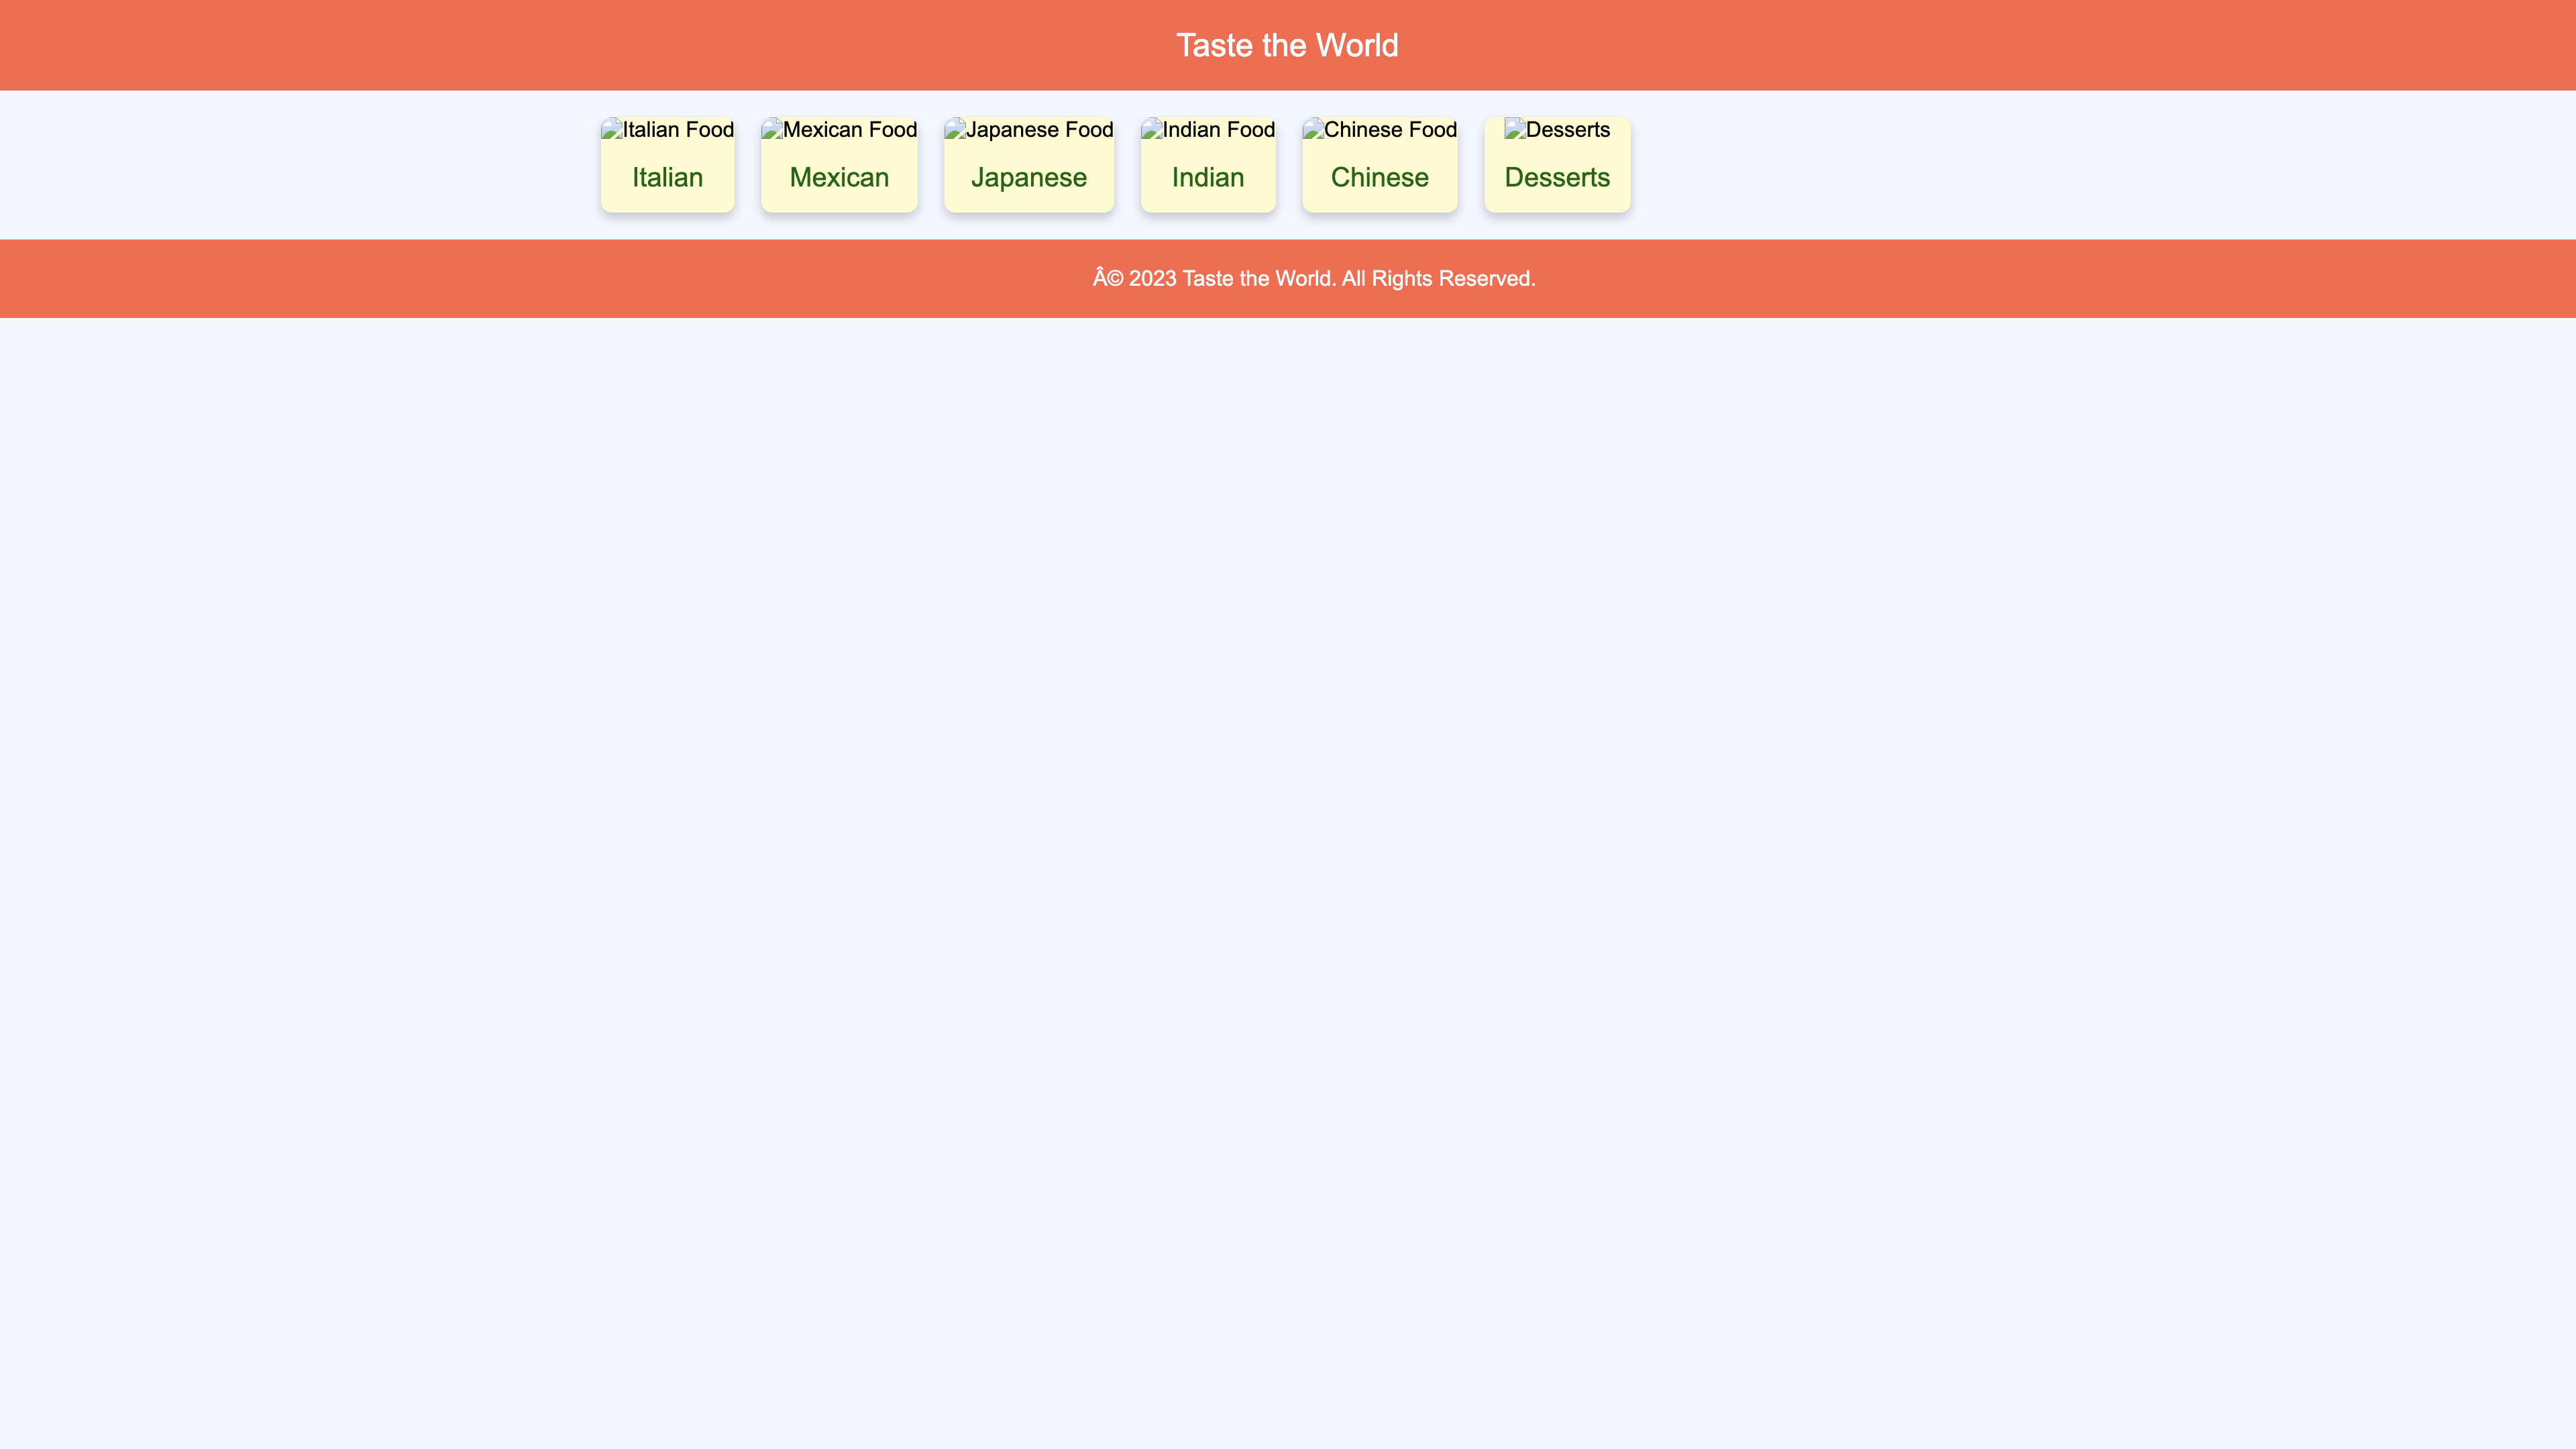 Taste the World
Italian Food Mexican Food Japanese Food Indian Food Chinese Food Desserts
Italian Mexican Japanese Indian Chinese Desserts
Â© 2023 Taste the World. All Rights Reserved.